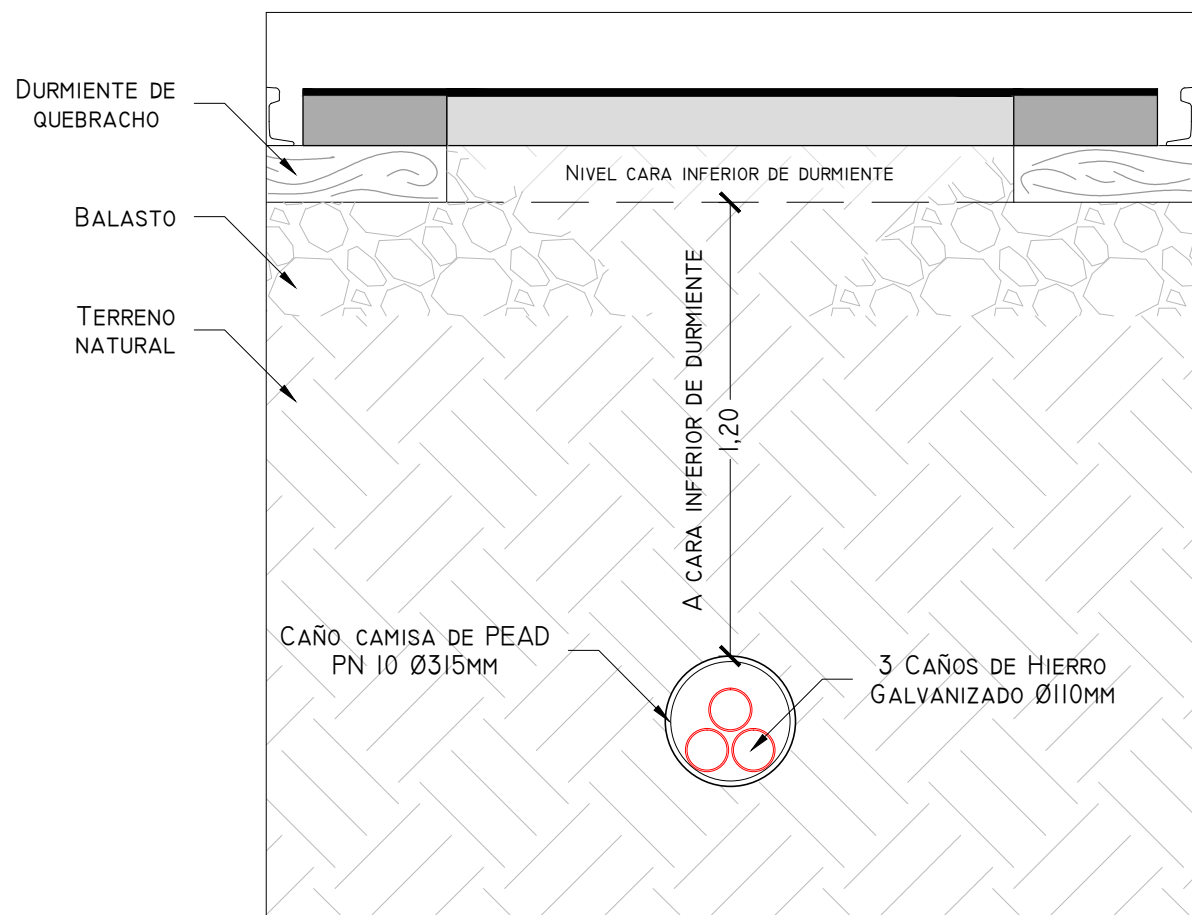 DURMIENTE DE
QUEBRACHO
NIVEL CARA INFERIOR DE DURMIENTE
BALASTO
TERRENO
NATURAL
A CARA INFERIOR DE DURMIENTE
1,20
CAÑO CAMISA DE PEAD
PN 10 Ø315MM
3 CAÑOS DE HIERRO
GALVANIZADO Ø110MM